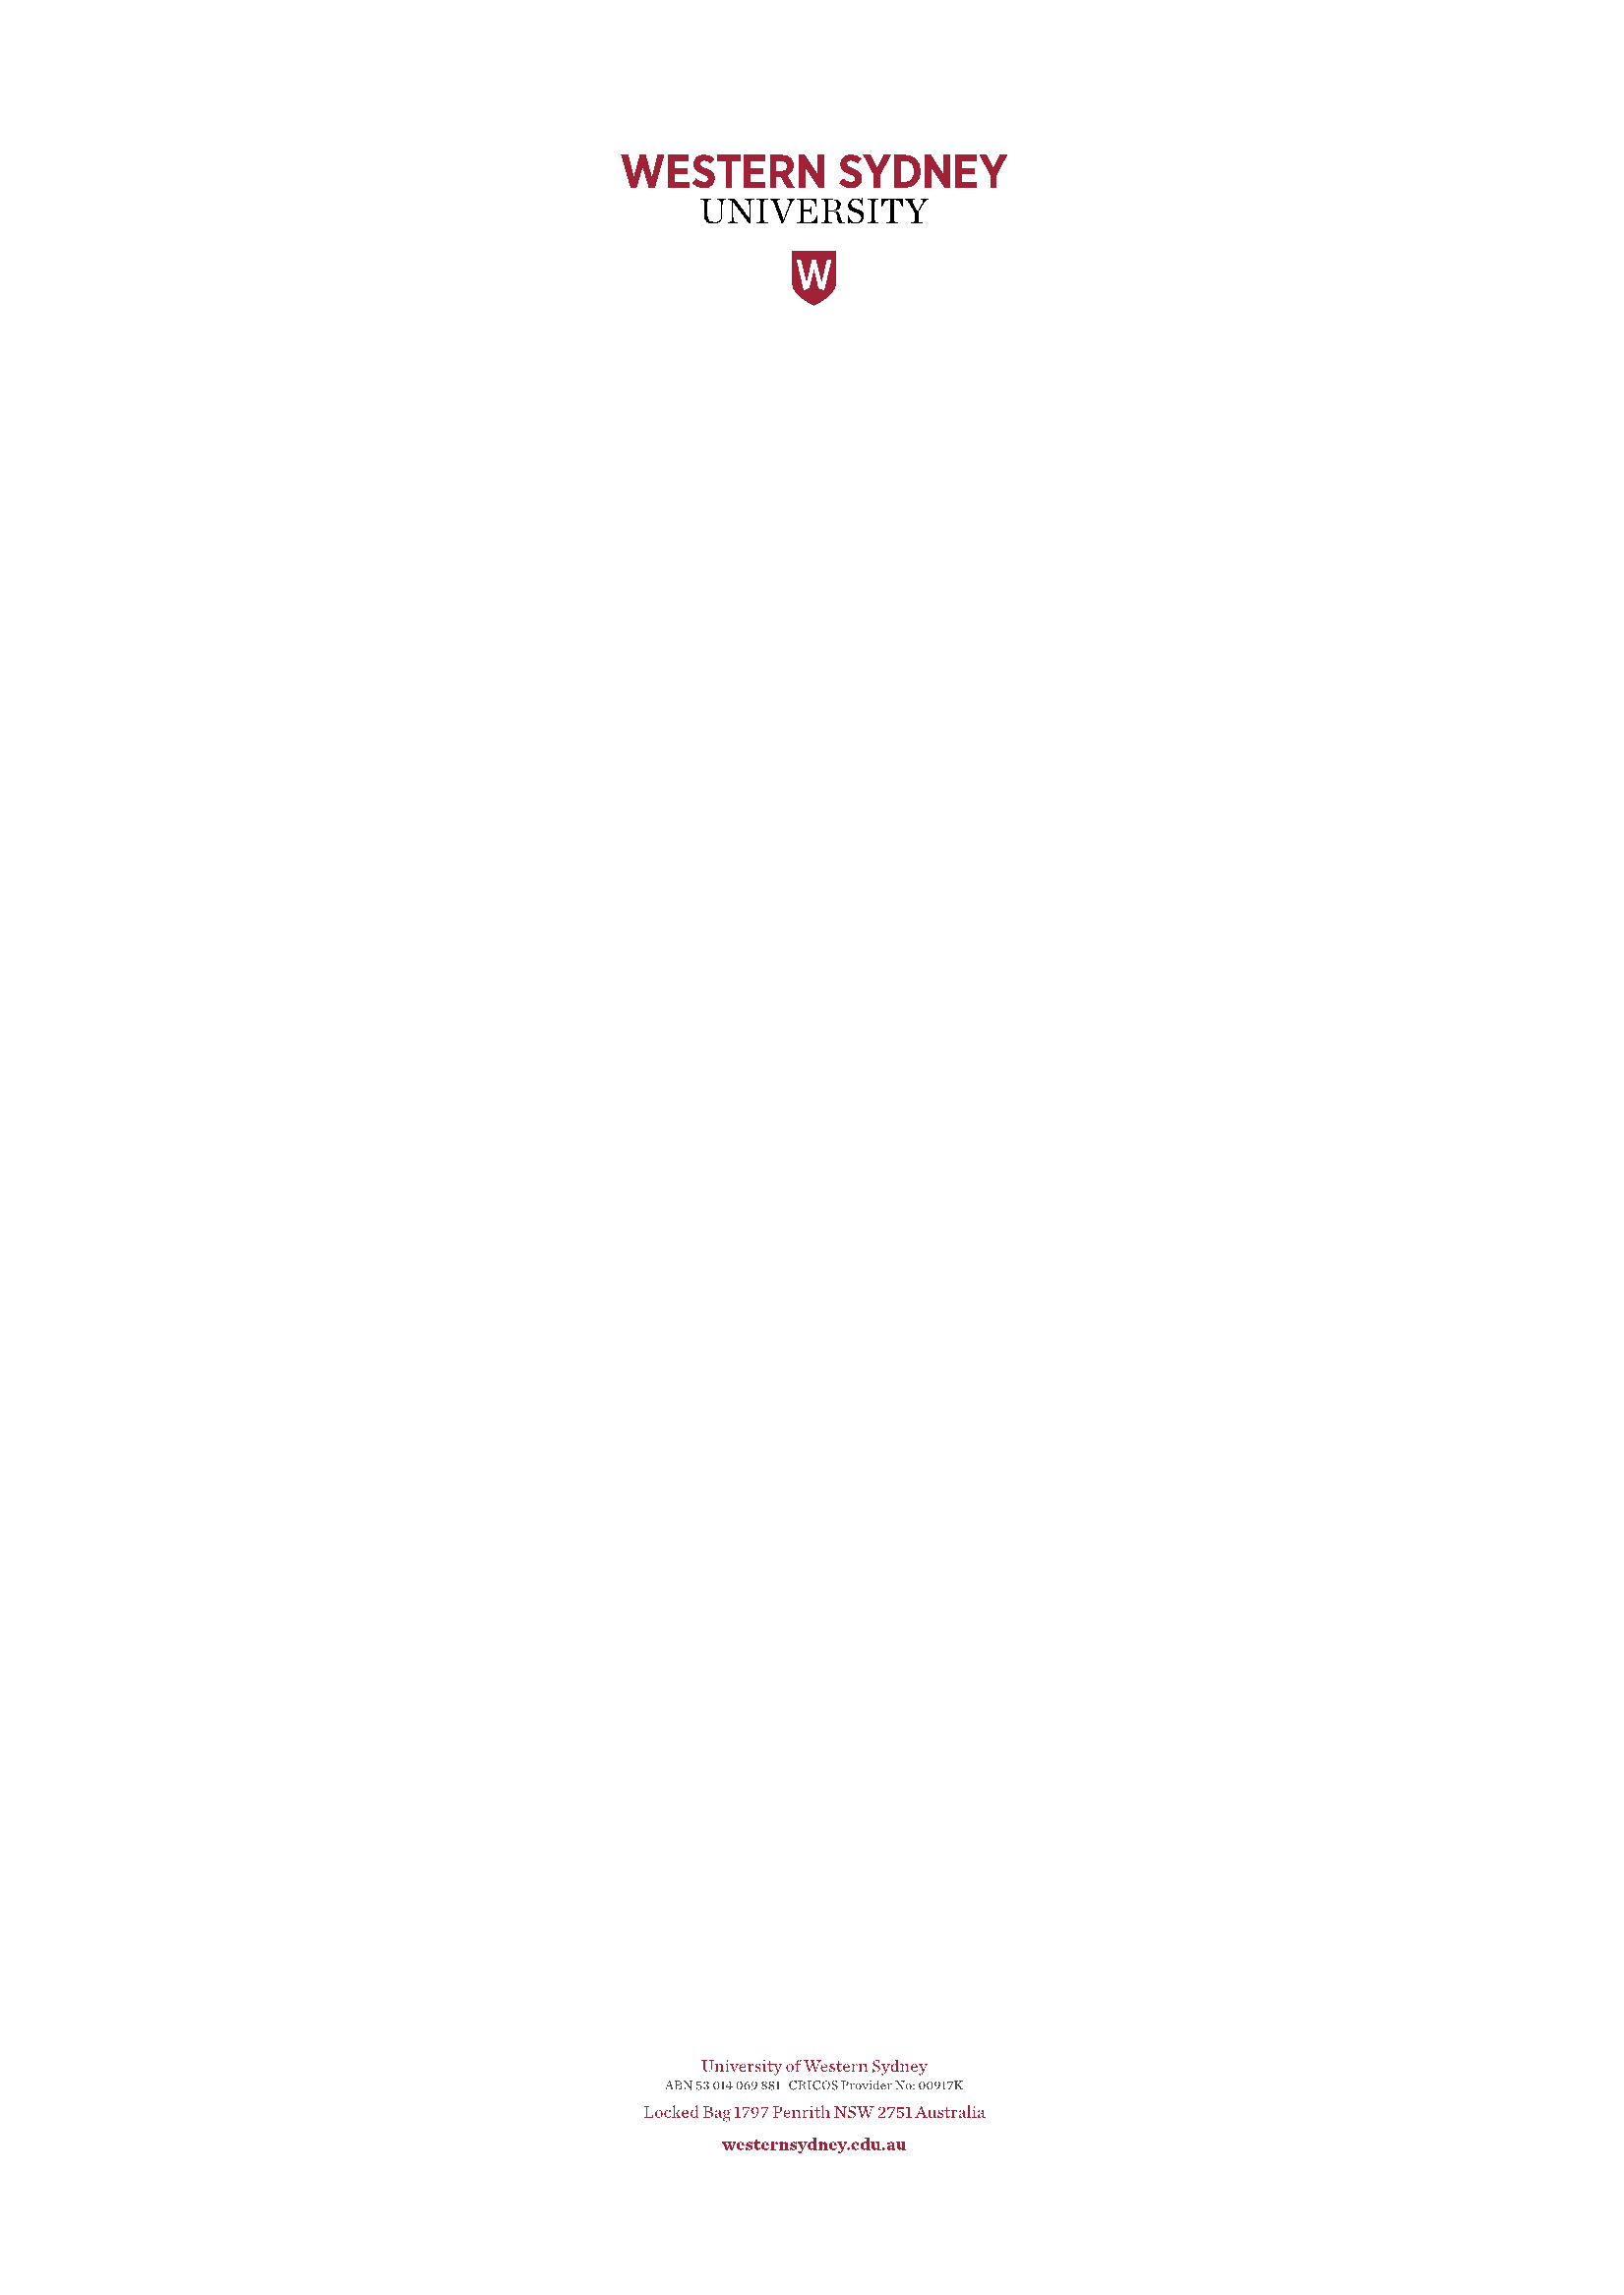 WESTERN SYDNEY
UNIVERSITY
W
University of Western Sydney
ABN 53 014 069 881 CRICOS Provider No: 00917K
Locked Bag 1797 Penrith NSW 2751 Australia
westernsydney.edu.au